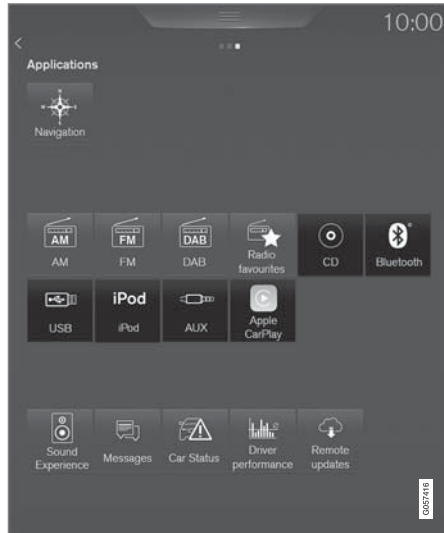 10:00
Applications
N
W
E
S
Navigation
AM
FM
DAB
AM
FM
DAB
Radio
favourites
CD
Bluetooth
iPod
USB
iPod
AUX
Apple
CarPlay
Sound
Experience
Messages
Car Status
Driver
performance
Remote
updates
G057416